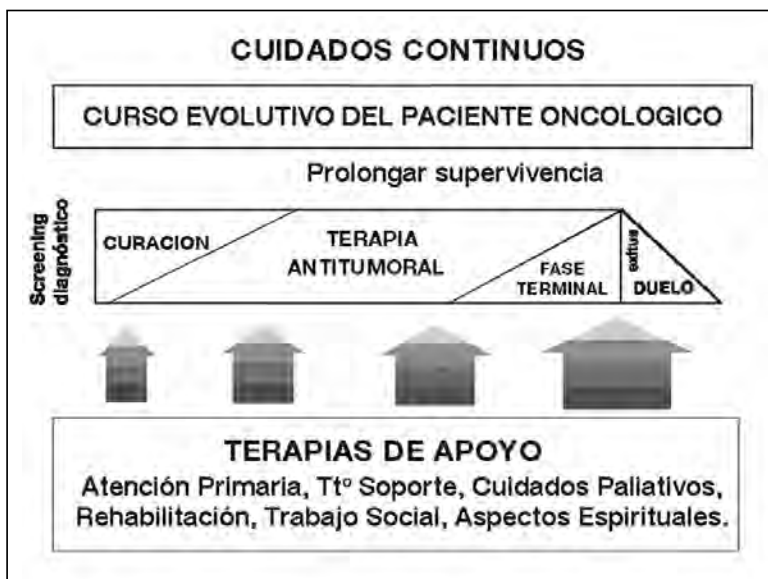 CUIDADOS CONTINUOS
CURSO EVOLUTIVO DEL PACIENTE ONCOLOGICO
Prolongar supervivencia
Screening
diagnóstico
CURACION
TERAPIA
ANTITUMORAL
FASE
TERMINAL
exitus
DUELO
TERAPIAS DE APOYO
Atención Primaria, Ttº Soporte, Cuidados Paliativos,
Rehabilitación, Trabajo Social, Aspectos Espirituales.